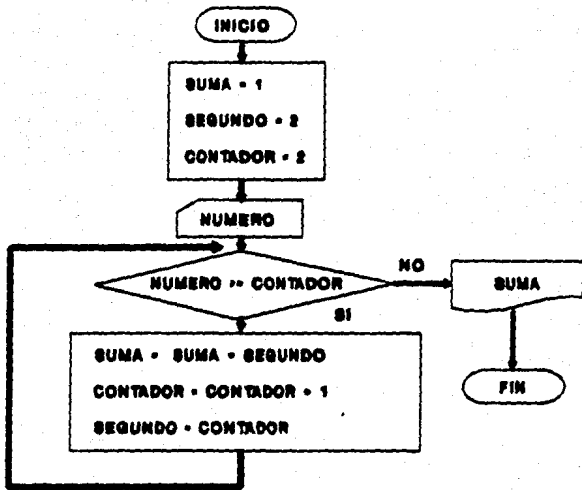 INICIO
SUMA = 1
SEGUNDO = 2
CONTADOR = 2
NUMERO
NUMERO >= CONTADOR
NO
SUMA
SI
SUMA = SUMA + SEGUNDO
CONTADOR = CONTADOR + 1
SEGUNDO = CONTADOR
FIN